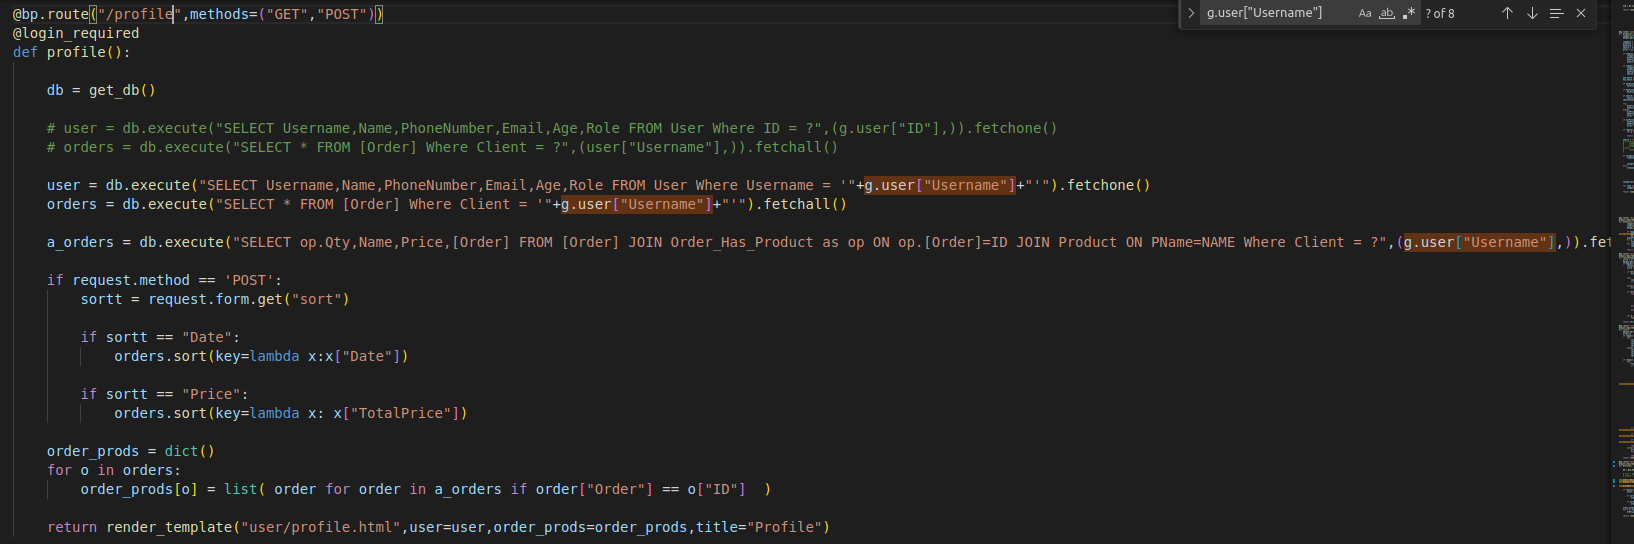 @bp.route("/profile",methods=("GET","POST"))
g.user["Username"]
Aa ab .* ? of 8
@login_required
def profile():
db = get_db()
# user = db.execute("SELECT Username,Name,PhoneNumber,Email,Age,Role FROM User Where ID = ?",(g.user["ID"],)).fetchone()
# orders = db.execute("SELECT * FROM [Order] Where Client = ?",(user["Username"],)).fetchall()
user = db.execute("SELECT Username,Name,PhoneNumber,Email,Age,Role FROM User Where Username = '"+g.user["Username"]+"'").fetchone()
orders = db.execute("SELECT * FROM [Order] Where Client = '"+g.user["Username"]+"'").fetchall()
a_orders = db.execute("SELECT op.Qty,Name,Price,[Order] FROM [Order] JOIN Order_Has_Product as op ON op.[Order]=ID JOIN Product ON PName=NAME Where Client = ?",(g.user["Username"],)).fet
if request.method == 'POST':
sortt = request.form.get("sort")
if sortt == "Date":
orders.sort(key=lambda x:x["Date"])
if sortt == "Price":
orders.sort(key=lambda x: x["TotalPrice"])
order_prods = dict()
for o in orders:
order_prods[o] = list( order for order in a_orders if order["Order"] == o["ID"]  )
return render_template("user/profile.html",user=user,order_prods=order_prods,title="Profile")